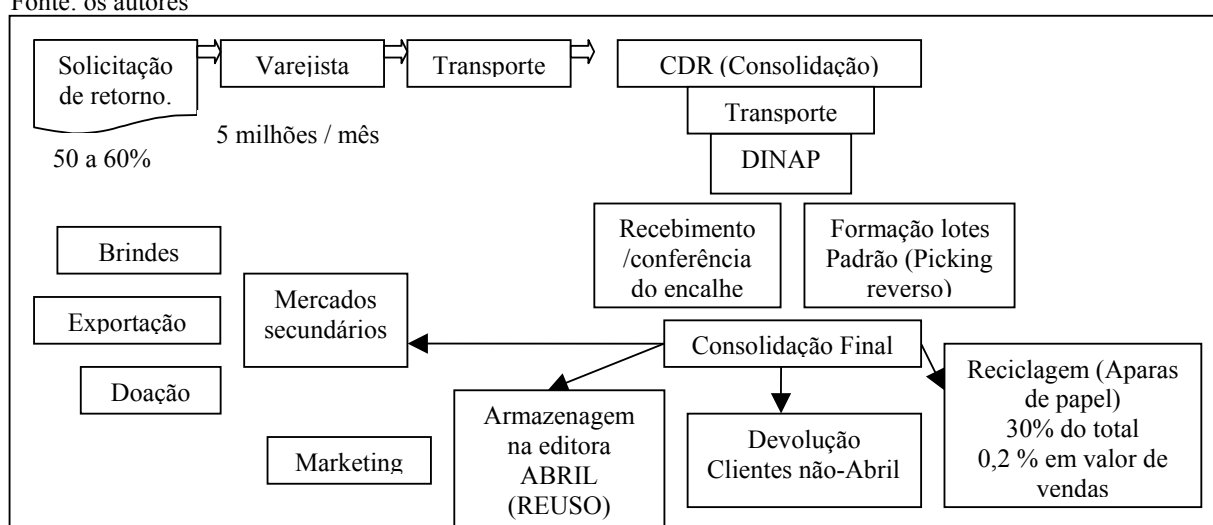 Fonte: os autores
Solicitação
de retorno.
Varejista
Transporte
CDR (Consolidação)
Transporte
DINAP
5 milhões / mês
50 a 60%
Recebimento
/conferência
do encalhe
Formação lotes
Padrão (Picking
reverso)
Brindes
Exportação
Doação
Mercados
secundários
Consolidação Final
Reciclagem (Aparas
de papel)
30% do total
0,2 % em valor de
vendas
Marketing
Armazenagem
na editora
ABRIL
(REUSO)
Devolução
Clientes não-Abril